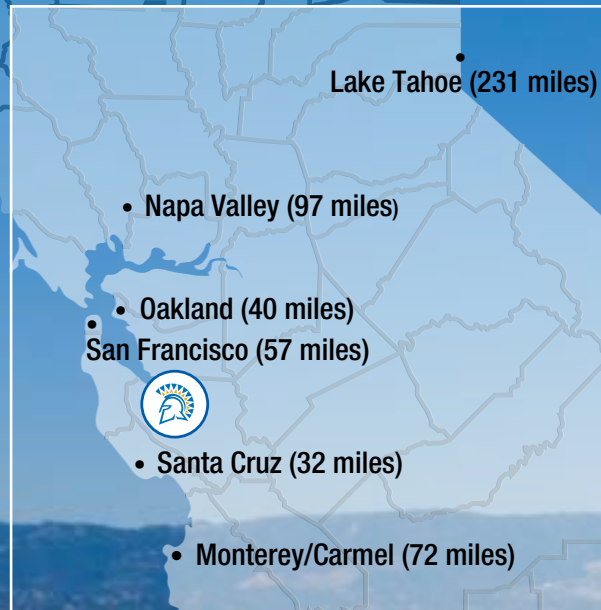 Lake Tahoe (231 miles)
Napa Valley (97 miles)
Oakland (40 miles)
San Francisco (57 miles)
Santa Cruz (32 miles)
Monterey/Carmel (72 miles)